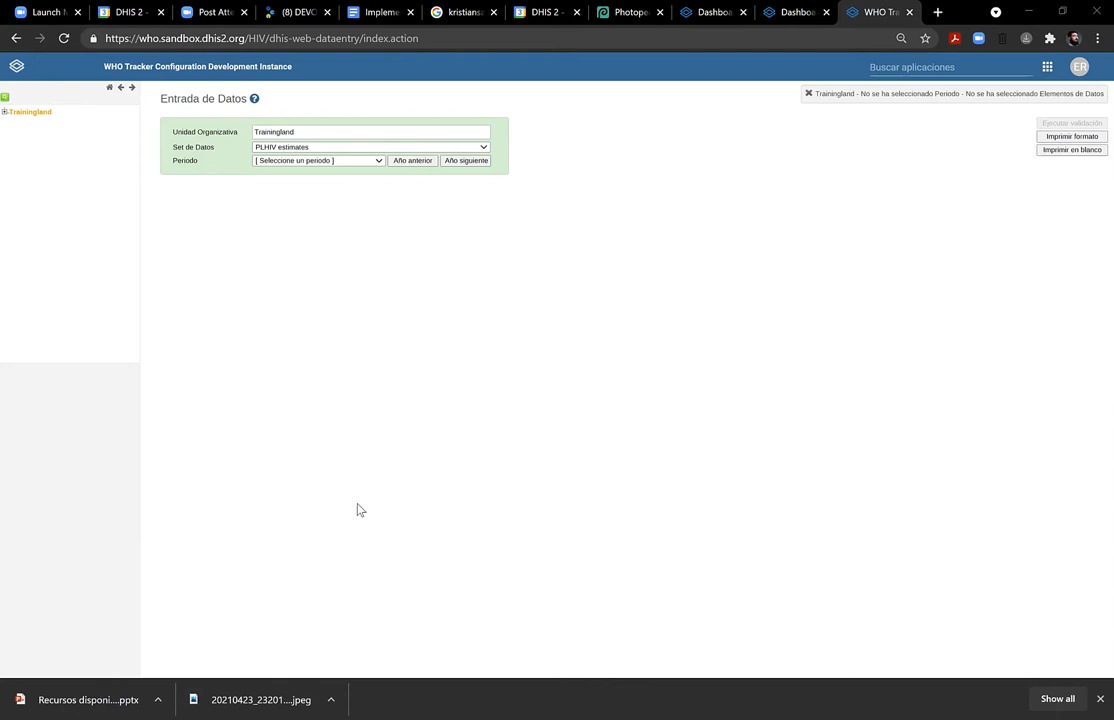 Launch M
DHIS 2 -
Post Atte
(8) DEVO
Impleme
kristians
DHIS 2 -
Photope
Dashboa
Dashboa
WHO Tra
https://who.sandbox.dhis2.org/HIV/dhis-web-dataentry/index.action
WHO Tracker Configuration Development Instance
Buscar aplicaciones
ER
Trainingland
Entrada de Datos
Trainingland - No se ha seleccionado Periodo - No se ha seleccionado Elementos de Datos
Unidad Organizativa Trainingland
Set de Datos PLHIV estimates
Periodo [ Seleccione un periodo ] Año anterior Año siguiente
Ejecutar validación
Imprimir formato
Imprimir en blanco
Recursos disponi....pptx
20210423_23201....jpeg
Show all